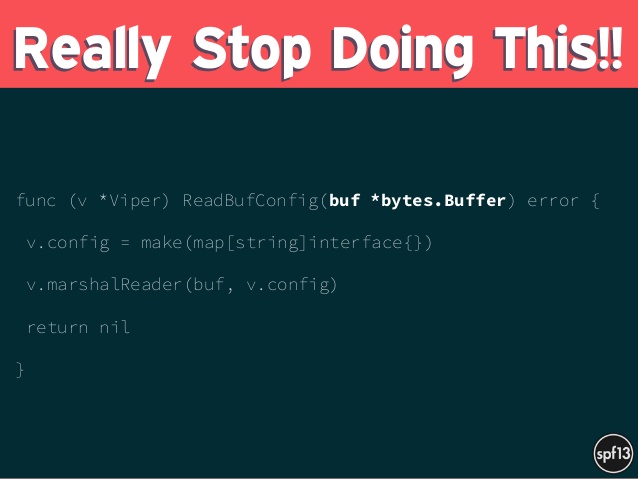 Really Stop Doing This!!
func (v *Viper) ReadBufConfig(buf *bytes.Buffer) error {
v.config = make(map[string]interface{})
v.marshalReader(buf, v.config)
return nil
}
spf13